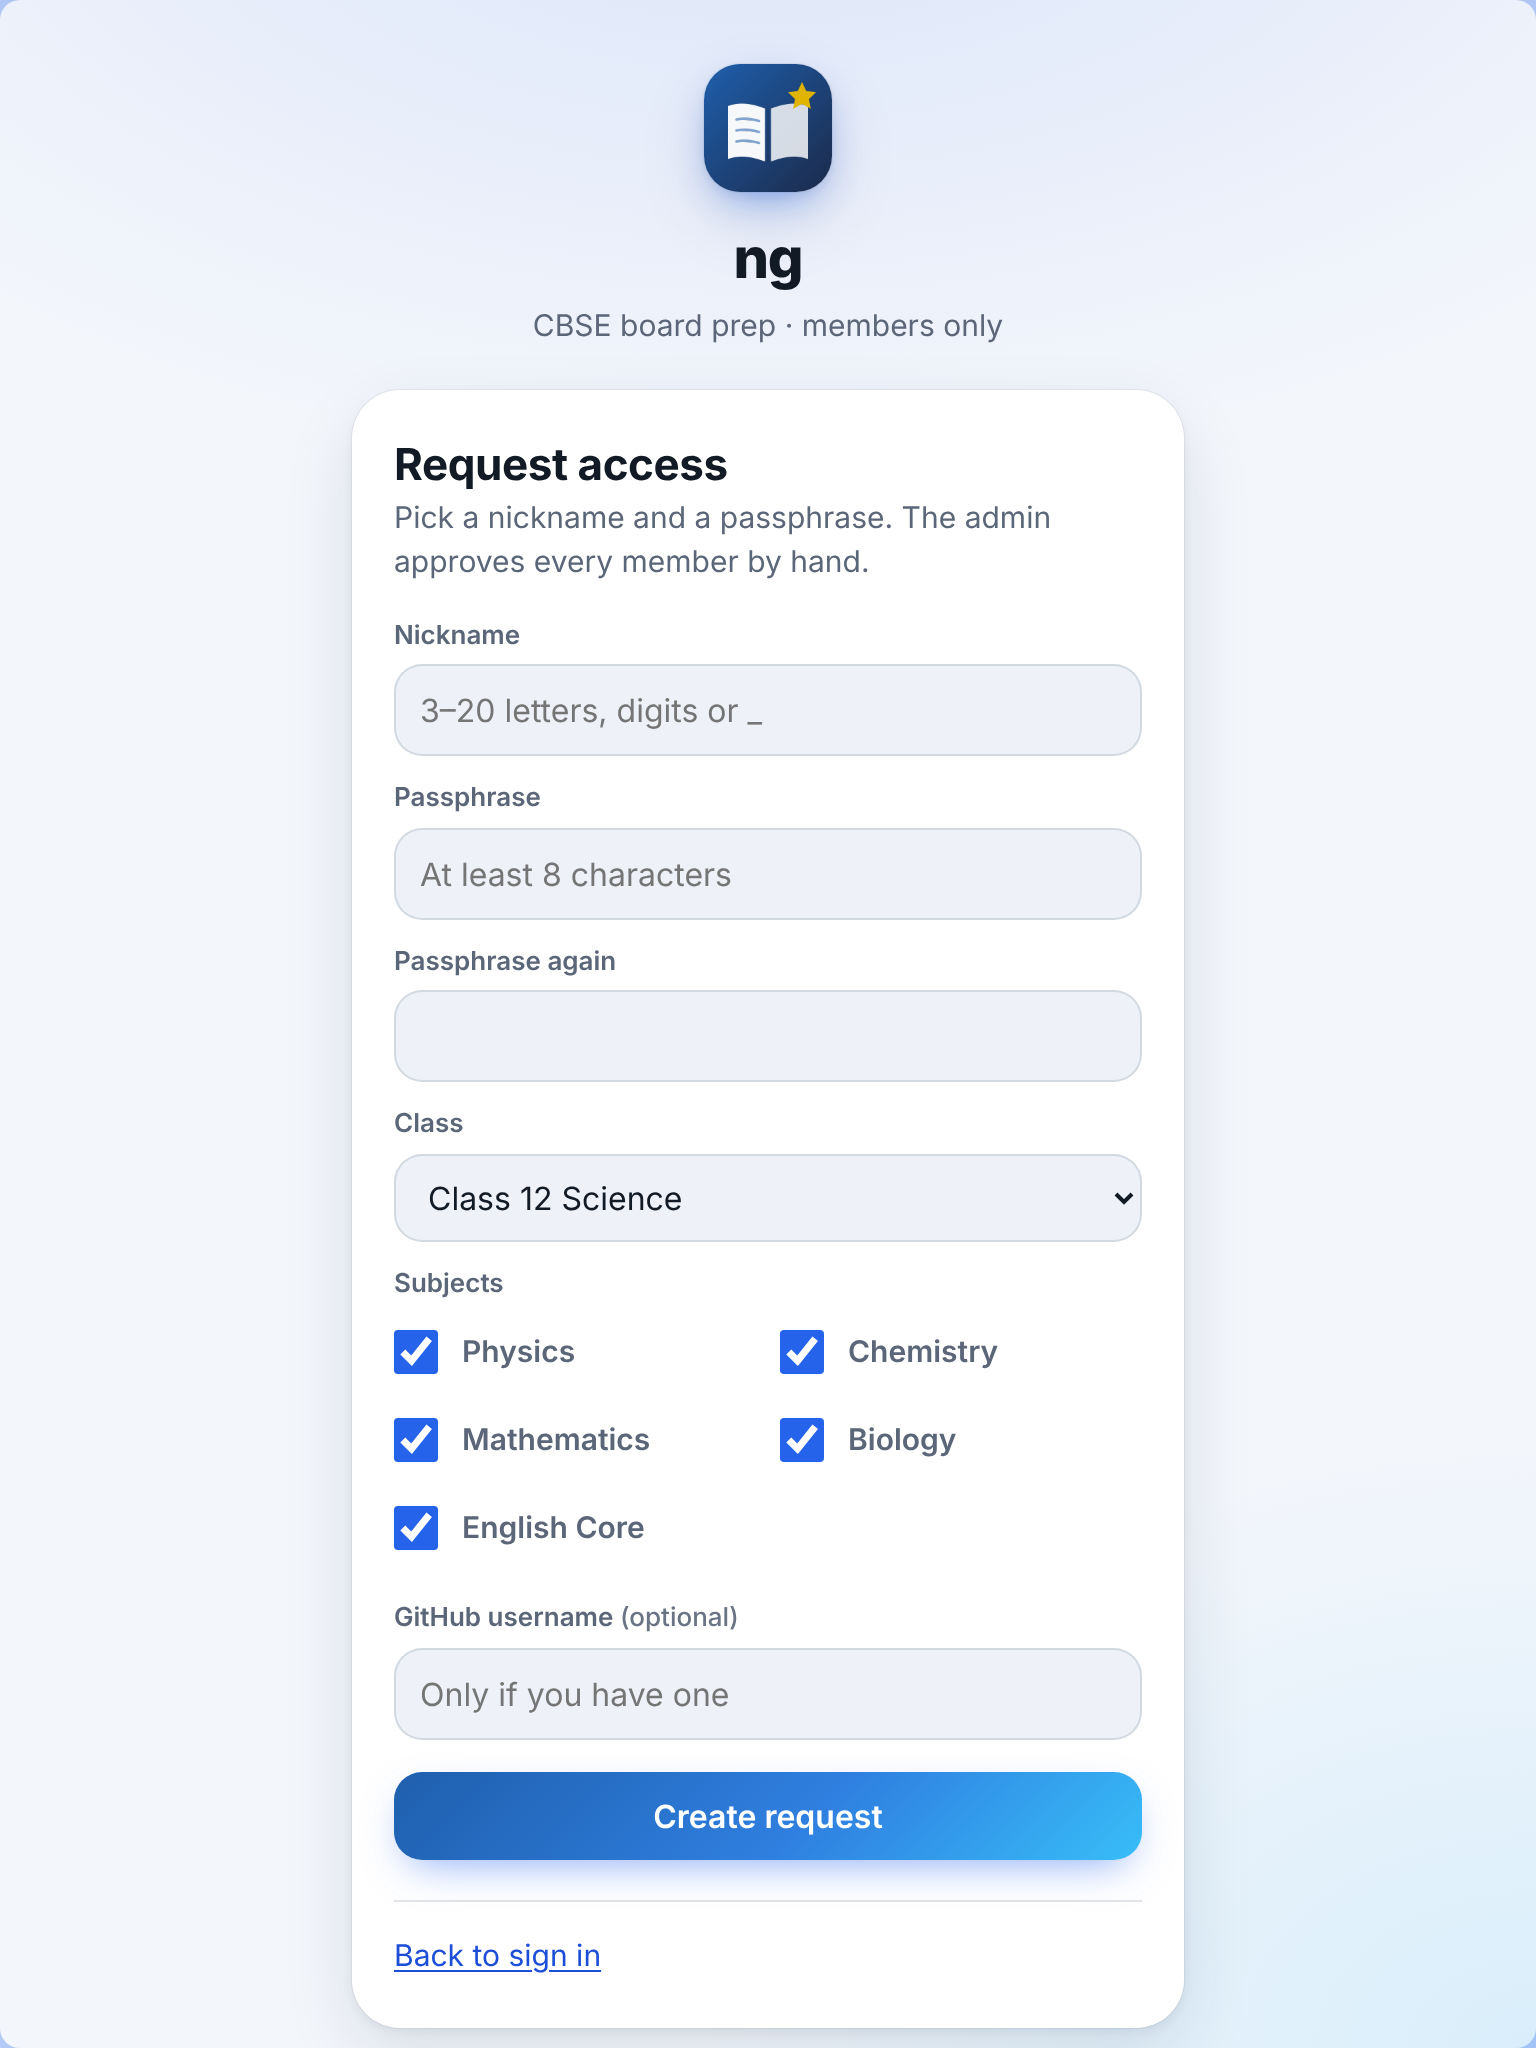 ng
CBSE board prep · members only
Request access
Pick a nickname and a passphrase. The admin
approves every member by hand.
Nickname
3–20 letters, digits or _
Passphrase
At least 8 characters
Passphrase again
Class
Class 12 Science
Subjects
Physics
Chemistry
Mathematics
Biology
English Core
GitHub username (optional)
Only if you have one
Create request
Back to sign in